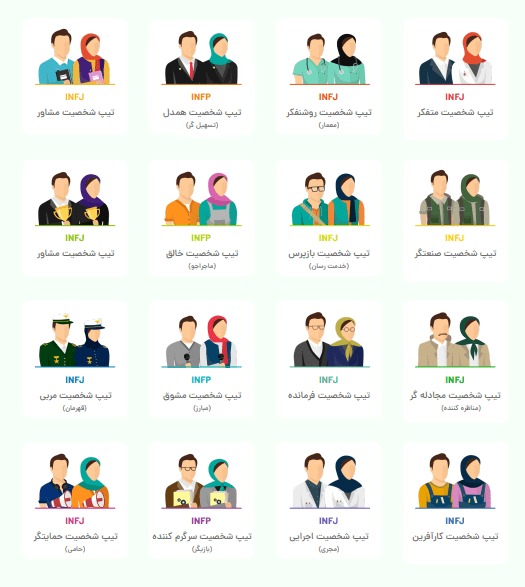 INFJ
تیپ شخصیت متفکر
INFJ
تیپ شخصیت روشنفکر
(معمار)
INFP
تیپ شخصیت همدل
(تسهیل گر)
INFJ
تیپ شخصیت مشاور
INFJ
تیپ شخصیت صنعتگر
INFJ
تیپ شخصیت بازپرس
(خدمت رسان)
INFP
تیپ شخصیت خالق
(ماجراجو)
INFJ
تیپ شخصیت مشاور
INFJ
تیپ شخصیت مجادله گر
(مناظره کننده)
INFJ
تیپ شخصیت فرمانده
INFP
تیپ شخصیت مشوق
(مبارز)
INFJ
تیپ شخصیت مربی
(قهرمان)
INFJ
تیپ شخصیت کارآفرین
INFJ
تیپ شخصیت اجرایی
(مجری)
INFP
تیپ شخصیت سرگرم کننده
(بازیگر)
INFJ
تیپ شخصیت حمایتگر
(حامی)